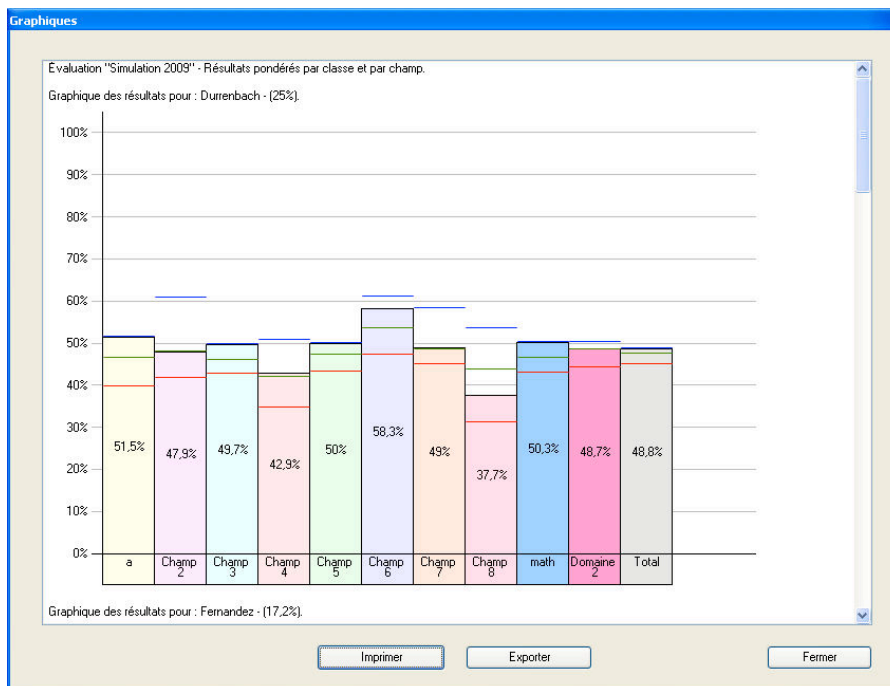 Graphiques
Évaluation "Simulation 2009" - Résultats pondérés par classe et par champ.
Graphique des résultats pour : Durrenbach - (25%).
100%
90%
80%
70%
60%
50%
40%
30%
20%
10%
0%
51,5%
47,9%
49,7%
42,9%
50%
58,3%
49%
37,7%
50,3%
48,7%
48,8%
a
Champ
2
Champ
3
Champ
4
Champ
5
Champ
6
Champ
7
Champ
8
math
Domaine
2
Total
Graphique des résultats pour : Fernandez - (17,2%).
Imprimer
Exporter
Fermer